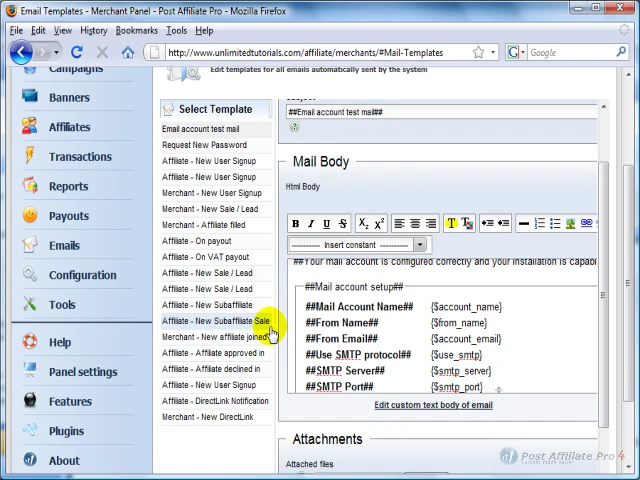 Email Templates - Merchant Panel - Post Affiliate Pro - Mozilla Firefox
File Edit View History Bookmarks Tools Help
http://www.unlimitedtutorials.com/affiliate/merchants/#Mail-Templates
Google
Campaigns
Banners
Affiliates
Transactions
Reports
Payouts
Emails
Configuration
Tools
Help
Panel settings
Features
Plugins
About
Edit templates for all emails automatically sent by the system
Select Template
Email account test mail
Request New Password
Affiliate - New User Signup
Affiliate - New User Signup
Merchant - New User Signup
Merchant - New Sale / Lead
Merchant - Affiliate filed
Affiliate - On payout
Affiliate - On VAT payout
Affiliate - New Sale / Lead
Affiliate - New Sale / Lead
Affiliate - New Subaffiliate
Affiliate - New Subaffiliate Sale
Merchant - New affiliate joined
Affiliate - Affiliate approved in
Affiliate - Affiliate declined in
Affiliate - New User Signup
Affiliate - DirectLink Notification
Merchant - New DirectLink
Subject
##Email account test mail##
Mail Body
Html Body
B I U S X2 X2 T T
---------- Insert constant ----------
##Your mail account is configured correctly and your installation is capabl
##Mail account setup##
##Mail Account Name## {$account_name}
##From Name## {$from_name}
##From Email## {$account_email}
##Use SMTP protocol## {$use_smtp}
##SMTP Server## {$smtp_server}
##SMTP Port## {$smtp_port}
Edit custom text body of email
Attachments
Attached files
Post Affiliate Pro 4